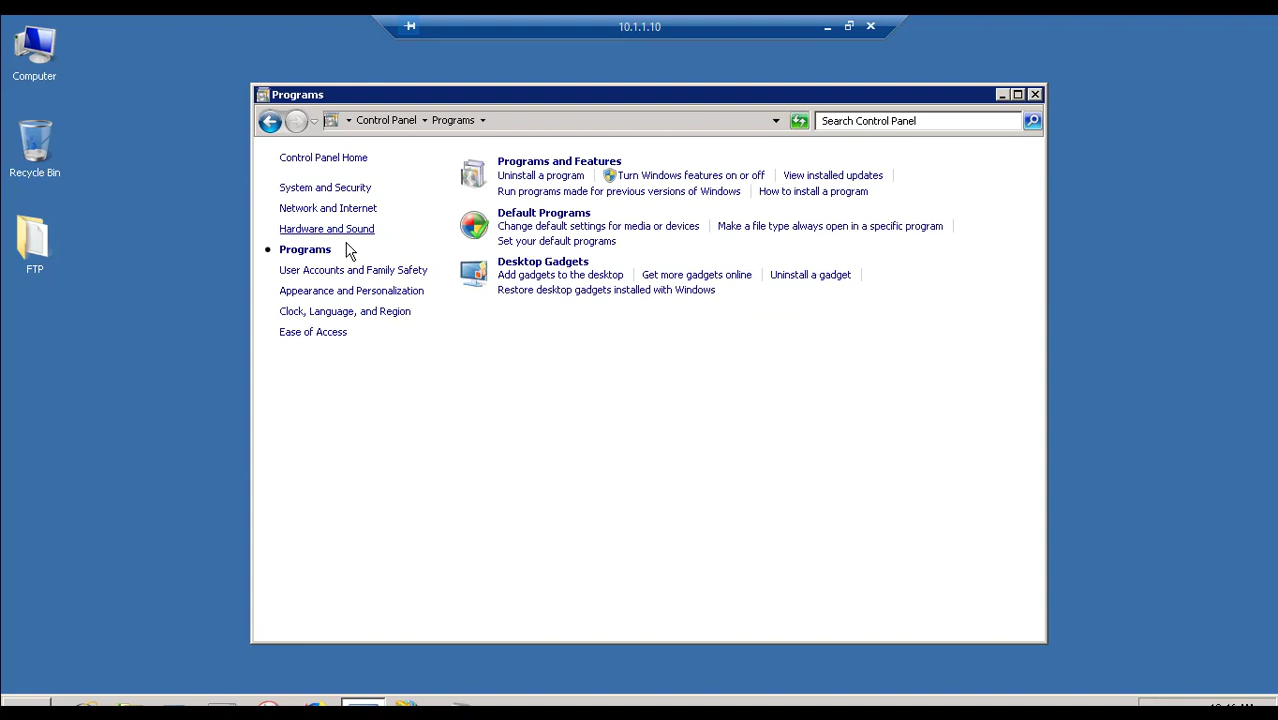 10.1.1.10
Computer
Recycle Bin
FTP
Programs
Control Panel Programs
Search Control Panel
Control Panel Home
System and Security
Network and Internet
Hardware and Sound
Programs
User Accounts and Family Safety
Appearance and Personalization
Clock, Language, and Region
Ease of Access
Programs and Features
Uninstall a program Turn Windows features on or off View installed updates
Run programs made for previous versions of Windows How to install a program
Default Programs
Change default settings for media or devices Make a file type always open in a specific program
Set your default programs
Desktop Gadgets
Add gadgets to the desktop Get more gadgets online Uninstall a gadget
Restore desktop gadgets installed with Windows